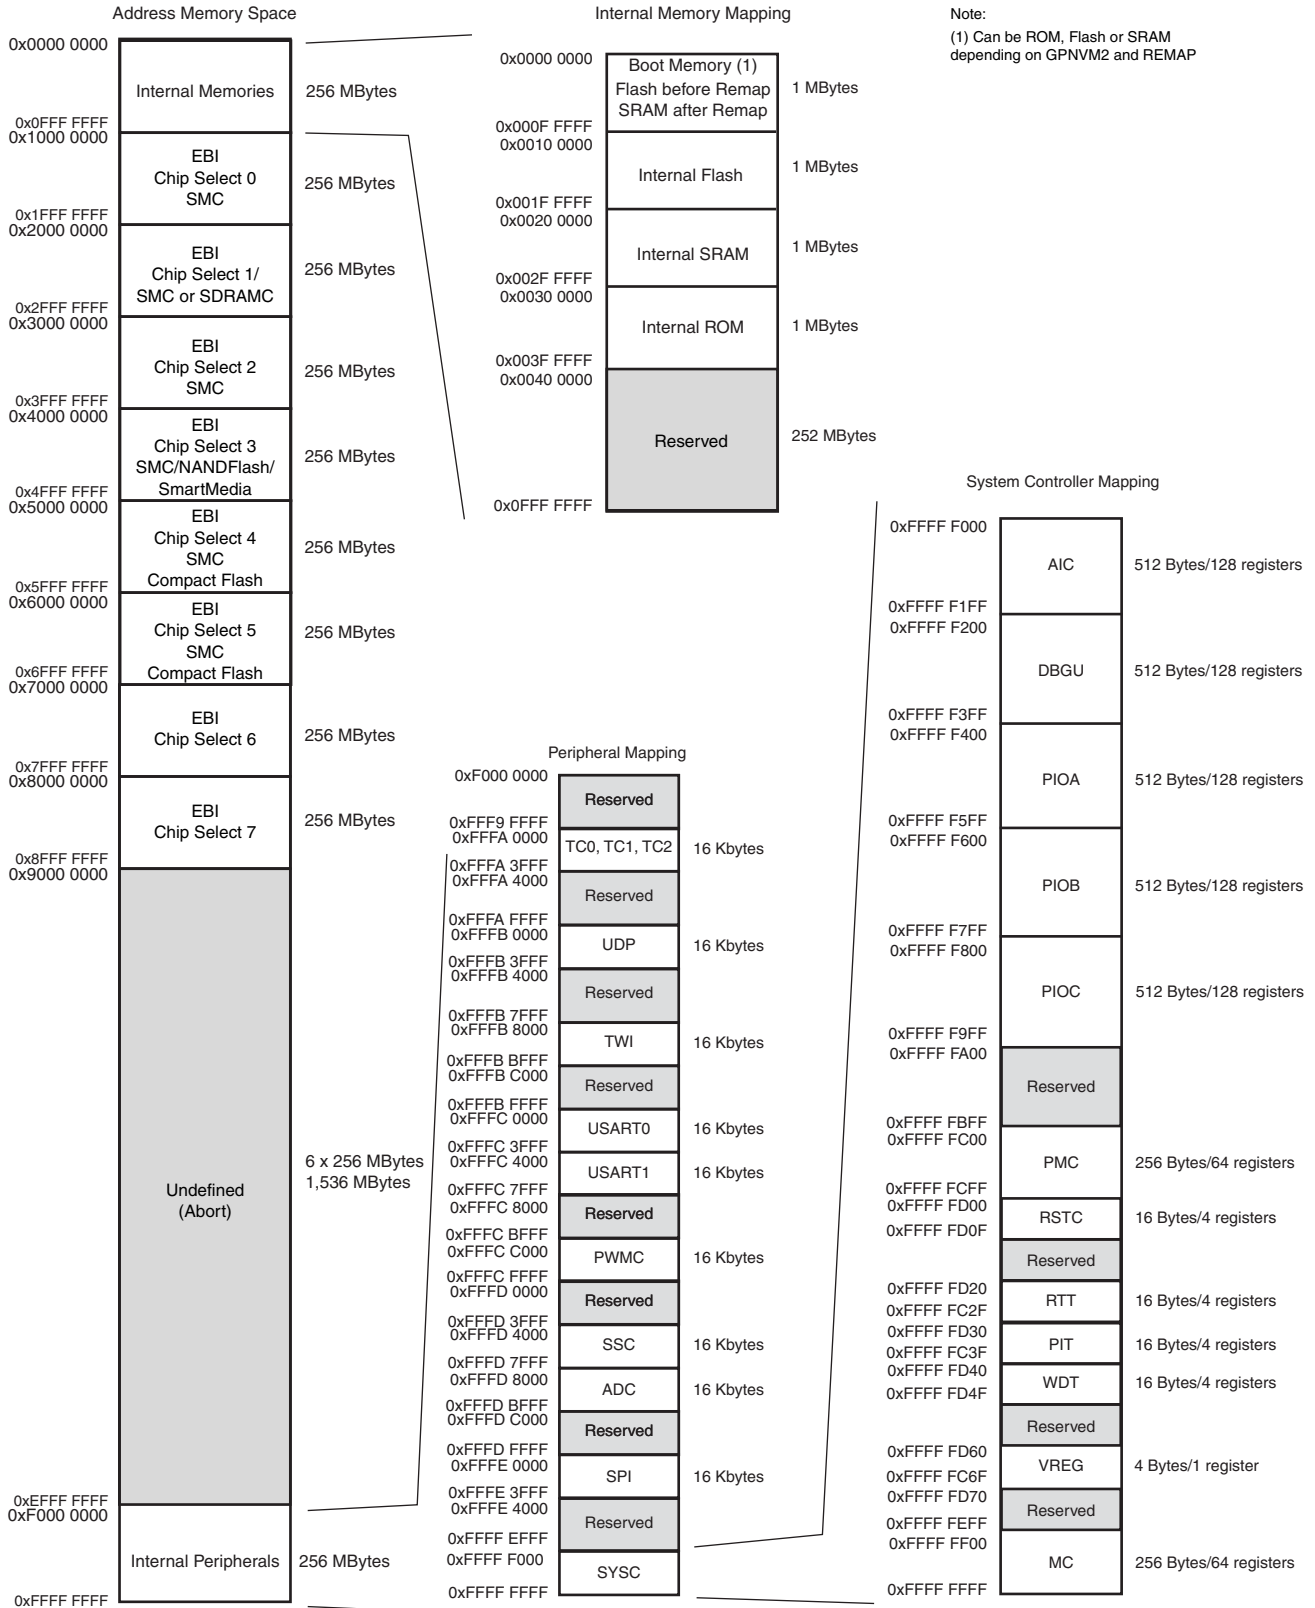 Address Memory Space
0x0000 0000
Internal Memories
256 MBytes
0x0FFF FFFF
0x1000 0000
EBI
Chip Select 0
SMC
256 MBytes
0x1FFF FFFF
0x2000 0000
EBI
Chip Select 1/
SMC or SDRAMC
256 MBytes
0x2FFF FFFF
0x3000 0000
EBI
Chip Select 2
SMC
256 MBytes
0x3FFF FFFF
0x4000 0000
EBI
Chip Select 3
SMC/NANDFlash/
SmartMedia
256 MBytes
0x4FFF FFFF
0x5000 0000
EBI
Chip Select 4
SMC
Compact Flash
256 MBytes
0x5FFF FFFF
0x6000 0000
EBI
Chip Select 5
SMC
Compact Flash
256 MBytes
0x6FFF FFFF
0x7000 0000
EBI
Chip Select 6
256 MBytes
0x7FFF FFFF
0x8000 0000
EBI
Chip Select 7
256 MBytes
0x8FFF FFFF
0x9000 0000
Undefined
(Abort)
6 x 256 MBytes
1,536 MBytes
0xEFFF FFFF
0xF000 0000
Internal Peripherals
256 MBytes
0xFFFF FFFF
Internal Memory Mapping
0x0000 0000
Boot Memory (1)
Flash before Remap
SRAM after Remap
1 MBytes
0x000F FFFF
0x0010 0000
Internal Flash
1 MBytes
0x001F FFFF
0x0020 0000
Internal SRAM
1 MBytes
0x002F FFFF
0x0030 0000
Internal ROM
1 MBytes
0x003F FFFF
0x0040 0000
Reserved
252 MBytes
0x0FFF FFFF
Note:
(1) Can be ROM, Flash or SRAM
depending on GPNVM2 and REMAP
Peripheral Mapping
0xF000 0000
Reserved
0xFFF9 FFFF
0xFFFA 0000
TC0, TC1, TC2
16 Kbytes
0xFFFA 3FFF
0xFFFA 4000
Reserved
0xFFFA FFFF
0xFFFB 0000
UDP
16 Kbytes
0xFFFB 3FFF
0xFFFB 4000
Reserved
0xFFFB 7FFF
0xFFFB 8000
TWI
16 Kbytes
0xFFFB BFFF
0xFFFB C000
Reserved
0xFFFB FFFF
0xFFFC 0000
USART0
16 Kbytes
0xFFFC 3FFF
0xFFFC 4000
USART1
16 Kbytes
0xFFFC 7FFF
0xFFFC 8000
Reserved
0xFFFC BFFF
0xFFFC C000
PWMC
16 Kbytes
0xFFFC FFFF
0xFFFD 0000
Reserved
0xFFFD 3FFF
0xFFFD 4000
SSC
16 Kbytes
0xFFFD 7FFF
0xFFFD 8000
ADC
16 Kbytes
0xFFFD BFFF
0xFFFD C000
Reserved
0xFFFD FFFF
0xFFFE 0000
SPI
16 Kbytes
0xFFFE 3FFF
0xFFFE 4000
Reserved
0xFFFF EFFF
0xFFFF F000
SYSC
0xFFFF FFFF
System Controller Mapping
0xFFFF F000
AIC
512 Bytes/128 registers
0xFFFF F1FF
0xFFFF F200
DBGU
512 Bytes/128 registers
0xFFFF F3FF
0xFFFF F400
PIOA
512 Bytes/128 registers
0xFFFF F5FF
0xFFFF F600
PIOB
512 Bytes/128 registers
0xFFFF F7FF
0xFFFF F800
PIOC
512 Bytes/128 registers
0xFFFF F9FF
0xFFFF FA00
Reserved
0xFFFF FBFF
0xFFFF FC00
PMC
256 Bytes/64 registers
0xFFFF FCFF
0xFFFF FD00
RSTC
16 Bytes/4 registers
0xFFFF FD0F
Reserved
0xFFFF FD20
RTT
16 Bytes/4 registers
0xFFFF FC2F
0xFFFF FD30
PIT
16 Bytes/4 registers
0xFFFF FC3F
0xFFFF FD40
WDT
16 Bytes/4 registers
0xFFFF FD4F
Reserved
0xFFFF FD60
VREG
4 Bytes/1 register
0xFFFF FC6F
0xFFFF FD70
Reserved
0xFFFF FEFF
0xFFFF FF00
MC
256 Bytes/64 registers
0xFFFF FFFF